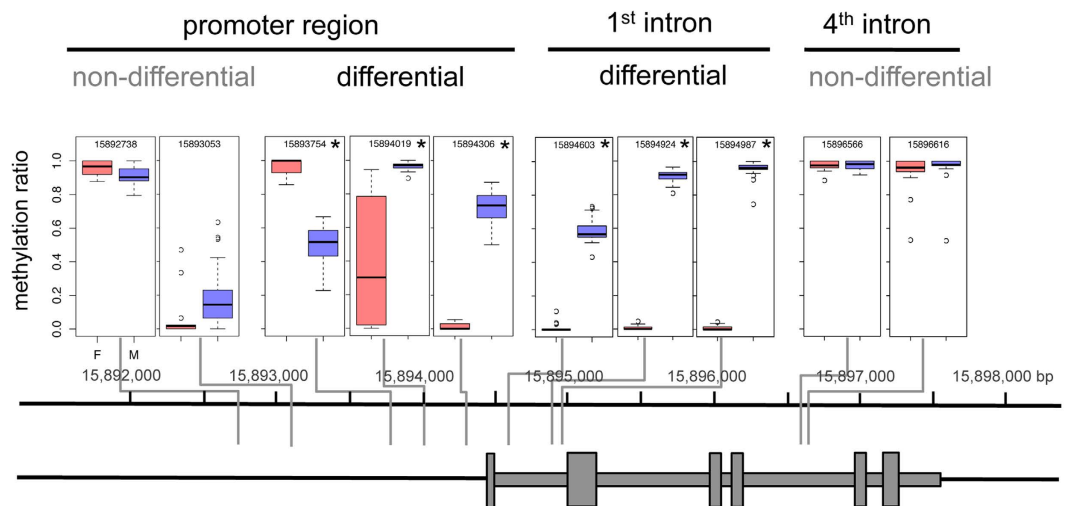 promoter region
1st intron
4th intron
non-differential
differential
differential
non-differential
15892738
15893053
15893754 *
15894019 *
15894306 *
15894603 *
15894924 *
15894987 *
15896566
15896616
methylation ratio
1.0
0.8
0.6
0.4
0.2
0.0
F M
15,892,000 15,893,000 15,894,000 15,895,000 15,896,000 15,897,000 15,898,000 bp